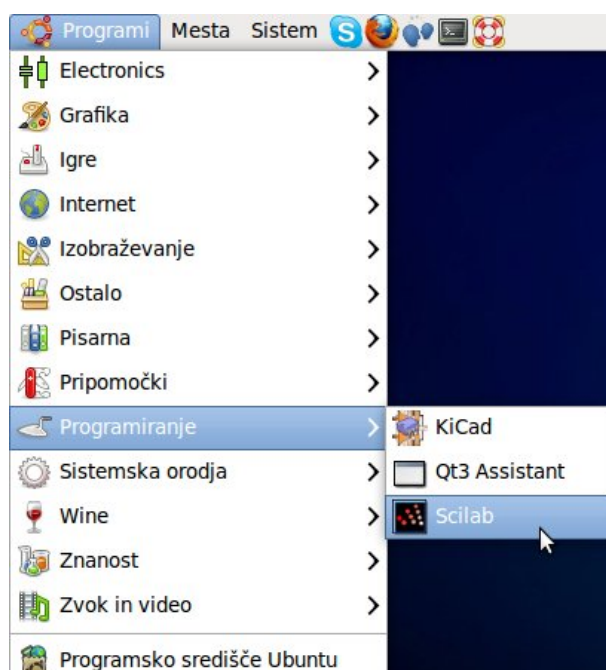 Programi Mesta Sistem
Electronics
Grafika
Igre
Internet
Izobraževanje
Ostalo
Pisarna
Pripomočki
Programiranje
KiCad
Sistemska orodja
Qt3 Assistant
Wine
Scilab
Znanost
Zvok in video
Programsko središče Ubuntu